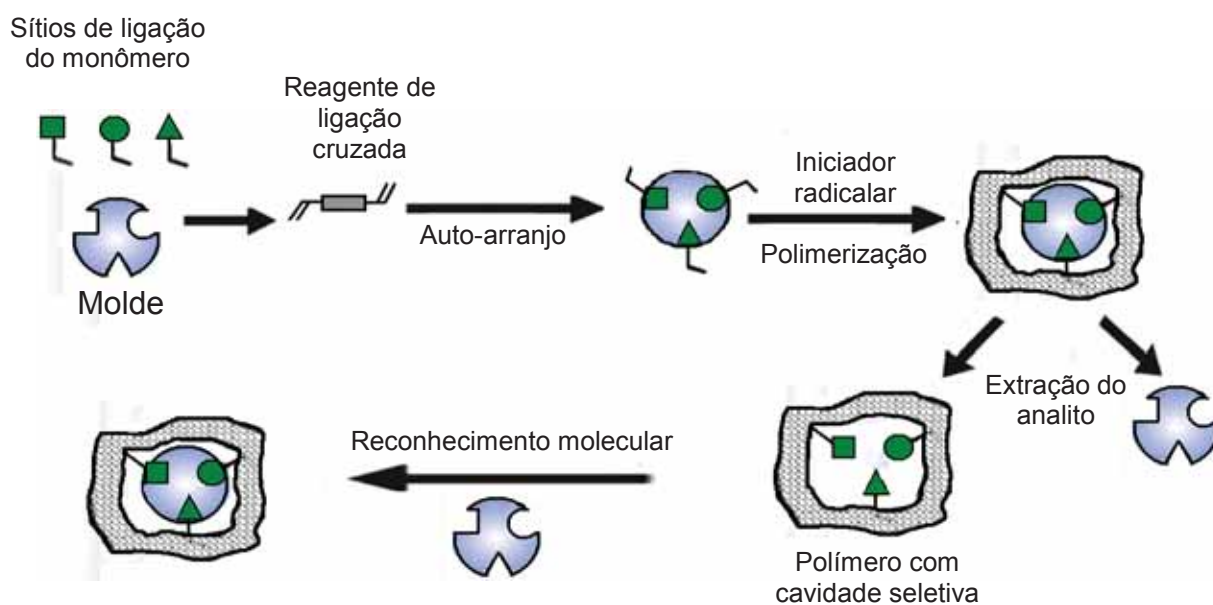 Sítios de ligação
do monômero
Molde
Reagente de
ligação
cruzada
Auto-arranjo
Iniciador
radicalar
Polimerização
Extração do
analito
Polímero com
cavidade seletiva
Reconhecimento molecular